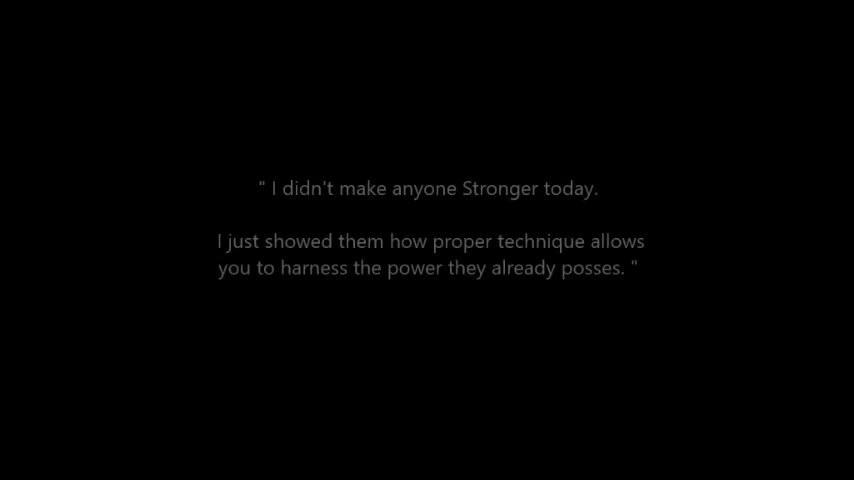 " I didn't make anyone Stronger today.
I just showed them how proper technique allows
you to harness the power they already posses. "